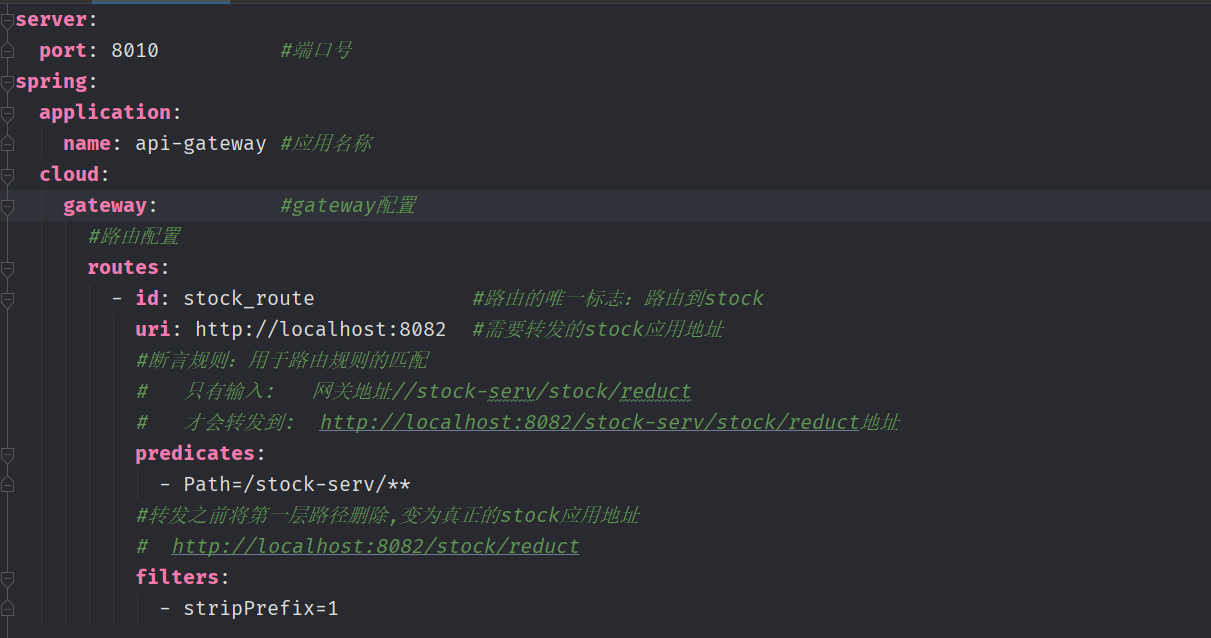 server:
port: 8010 #端口号
spring:
application:
name: api-gateway #应用名称
cloud:
gateway: #gateway配置
#路由配置
routes:
- id: stock_route #路由的唯一标志：路由到stock
uri: http://localhost:8082 #需要转发的stock应用地址
#断言规则：用于路由规则的匹配
# 只有输入： 网关地址//stock-serv/stock/reduct
# 才会转发到： http://localhost:8082/stock-serv/stock/reduct地址
predicates:
- Path=/stock-serv/**
#转发之前将第一层路径删除,变为真正的stock应用地址
# http://localhost:8082/stock/reduct
filters:
- stripPrefix=1